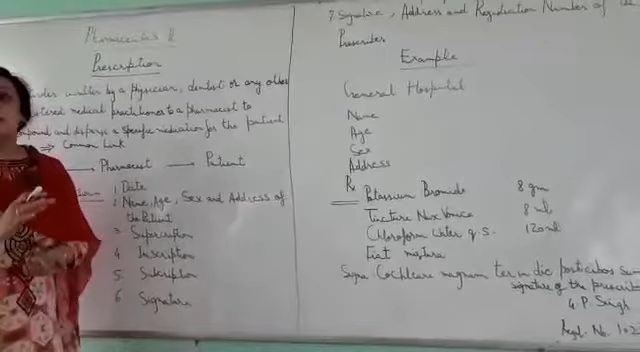 Pharmaceutics II
Prescription
order written by a physician, dentist or any other
registered medical practitioner to a pharmacist to
compound and dispense a specific medication for the patient
⇒ Common Link
→ Pharmacist → Patient
1 Date
2 Name, Age, Sex and Address of
the Patient
3 Superscription
4 Inscription
5 Subscription
6 Signature
7 Signature, Address and Registration Number of the
Prescriber
Example
General Hospital
Name
Age
Sex
Address
Rx
Potassium Bromide 8 gm
Tincture Nux Vomica 8 ml
Chloroform Water q.S. 120 ml
Fiat mixtura
Signa Cochleare magnum ter in die post cibos
signature of the prescriber
G. P. Singh
Regd. No.